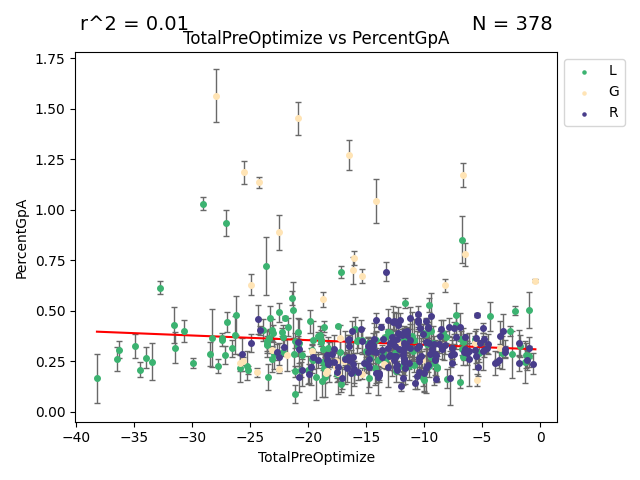 r^2 = 0.01
N = 378
TotalPreOptimize vs PercentGpA
PercentGpA
1.75
1.50
1.25
1.00
0.75
0.50
0.25
0.00
−40
−35
−30
−25
−20
−15
−10
−5
0
TotalPreOptimize
L
G
R